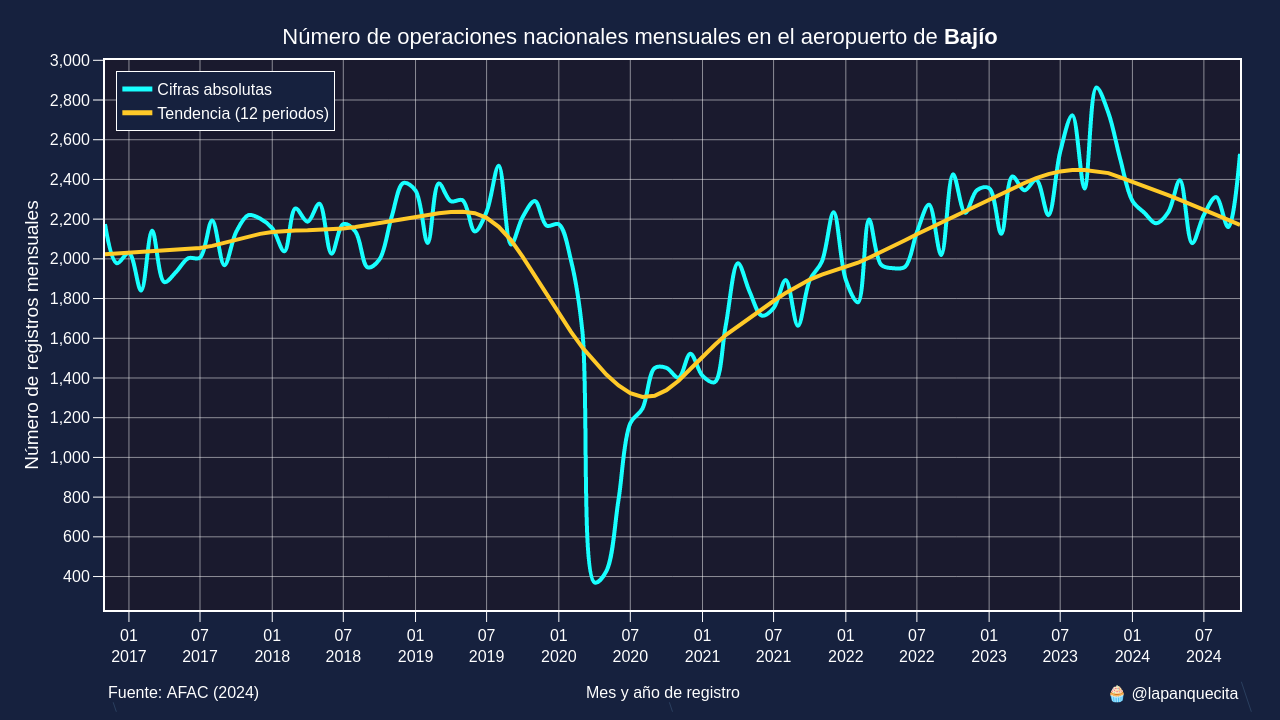 Número de operaciones nacionales mensuales en el aeropuerto de Bajío
Cifras absolutas
Tendencia (12 periodos)
Número de registros mensuales
3,000
2,800
2,600
2,400
2,200
2,000
1,800
1,600
1,400
1,200
1,000
800
600
400
01 07 01 07 01 07 01 07 01 07 01 07 01 07 01 07
2017 2017 2018 2018 2019 2019 2020 2020 2021 2021 2022 2022 2023 2023 2024 2024
Fuente: AFAC (2024) Mes y año de registro 🧁 @lapanquecita